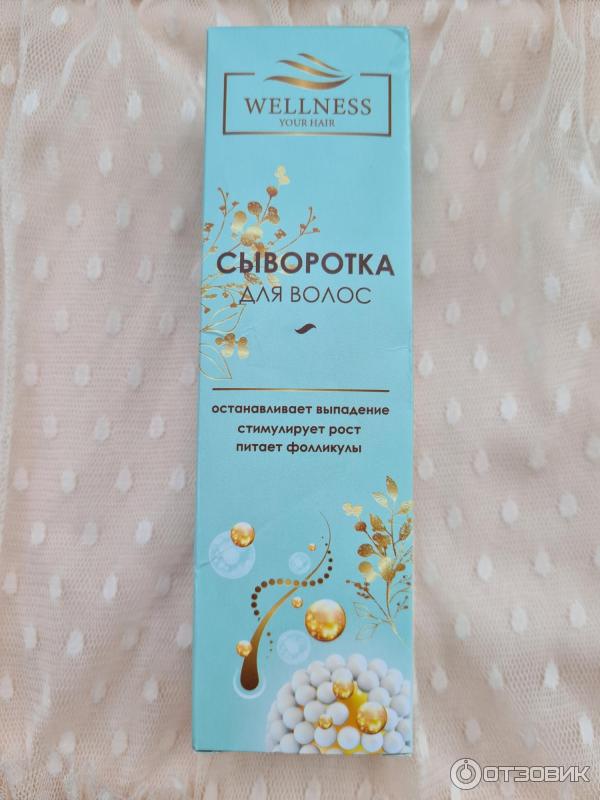 WELLNESS
YOUR HAIR
СЫВОРОТКА
ДЛЯ ВОЛОС
останавливает выпадение
стимулирует рост
питает фолликулы
ОТЗОВИК